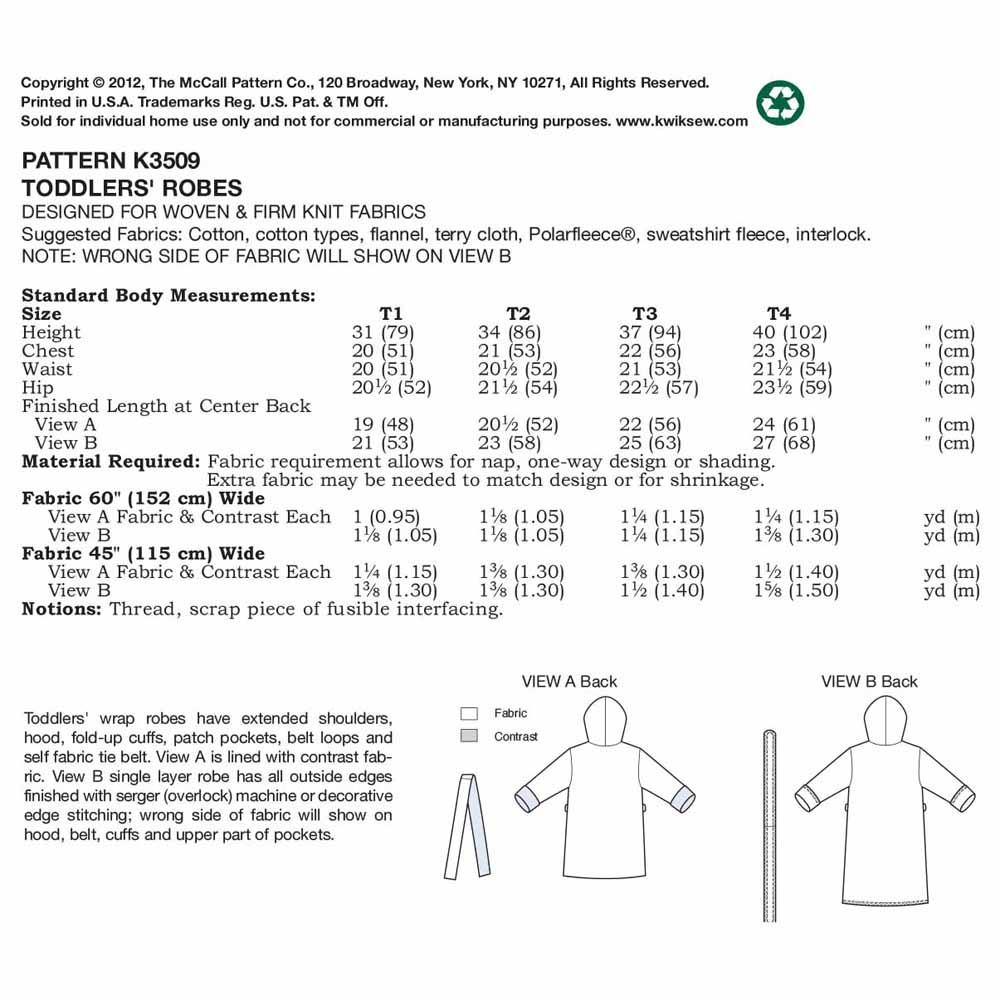 Copyright © 2012, The McCall Pattern Co., 120 Broadway, New York, NY 10271, All Rights Reserved.
Printed in U.S.A. Trademarks Reg. U.S. Pat. & TM Off.
Sold for individual home use only and not for commercial or manufacturing purposes. www.kwiksew.com
PATTERN K3509
TODDLERS' ROBES
DESIGNED FOR WOVEN & FIRM KNIT FABRICS
Suggested Fabrics: Cotton, cotton types, flannel, terry cloth, Polarfleece®, sweatshirt fleece, interlock.
NOTE: WRONG SIDE OF FABRIC WILL SHOW ON VIEW B
Standard Body Measurements:
Size T1 T2 T3 T4
Height 31 (79) 34 (86) 37 (94) 40 (102) " (cm)
Chest 20 (51) 21 (53) 22 (56) 23 (58) " (cm)
Waist 20 (51) 20½ (52) 21 (53) 21½ (54) " (cm)
Hip 20½ (52) 21½ (54) 22½ (57) 23½ (59) " (cm)
Finished Length at Center Back
View A 19 (48) 20½ (52) 22 (56) 24 (61) " (cm)
View B 21 (53) 23 (58) 25 (63) 27 (68) " (cm)
Material Required: Fabric requirement allows for nap, one-way design or shading.
Extra fabric may be needed to match design or for shrinkage.
Fabric 60" (152 cm) Wide
View A Fabric & Contrast Each 1 (0.95) 1⅛ (1.05) 1¼ (1.15) 1¼ (1.15) yd (m)
View B 1⅛ (1.05) 1⅛ (1.05) 1¼ (1.15) 1⅜ (1.30) yd (m)
Fabric 45" (115 cm) Wide
View A Fabric & Contrast Each 1¼ (1.15) 1⅜ (1.30) 1⅜ (1.30) 1½ (1.40) yd (m)
View B 1⅜ (1.30) 1⅜ (1.30) 1½ (1.40) 1⅝ (1.50) yd (m)
Notions: Thread, scrap piece of fusible interfacing.
Toddlers' wrap robes have extended shoulders,
hood, fold-up cuffs, patch pockets, belt loops and
self fabric tie belt. View A is lined with contrast fab-
ric. View B single layer robe has all outside edges
finished with serger (overlock) machine or decorative
edge stitching; wrong side of fabric will show on
hood, belt, cuffs and upper part of pockets.
VIEW A Back
Fabric
Contrast
VIEW B Back